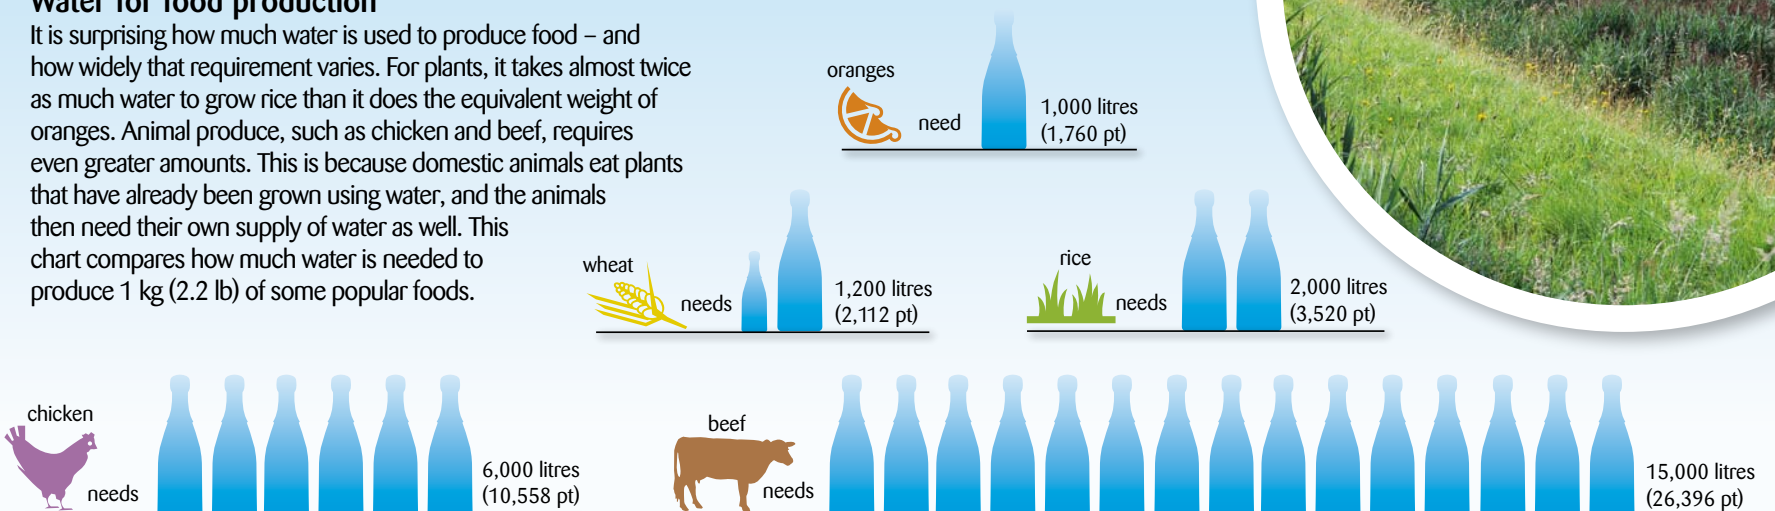 Water for food production
It is surprising how much water is used to produce food – and
how widely that requirement varies. For plants, it takes almost twice
as much water to grow rice than it does the equivalent weight of
oranges. Animal produce, such as chicken and beef, requires
even greater amounts. This is because domestic animals eat plants
that have already been grown using water, and the animals
then need their own supply of water as well. This
chart compares how much water is needed to
produce 1 kg (2.2 lb) of some popular foods.
oranges
need
1,000 litres
(1,760 pt)
wheat
needs
1,200 litres
(2,112 pt)
rice
needs
2,000 litres
(3,520 pt)
chicken
needs
6,000 litres
(10,558 pt)
beef
needs
15,000 litres
(26,396 pt)